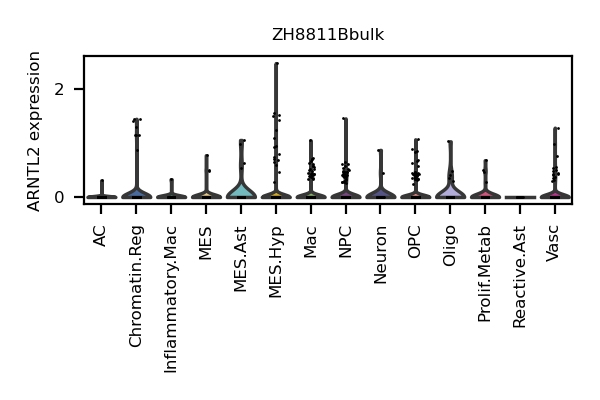 ZH8811Bbulk
ARNTL2 expression
2
0
AC
Chromatin.Reg
Inflammatory.Mac
MES
MES.Ast
MES.Hyp
Mac
NPC
Neuron
OPC
Oligo
Prolif.Metab
Reactive.Ast
Vasc